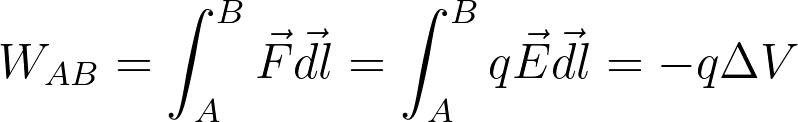 $W_{AB} = \int_A^B \vec{F}\vec{dl} = \int_A^B q\vec{E}\vec{dl} = -q\Delta V$